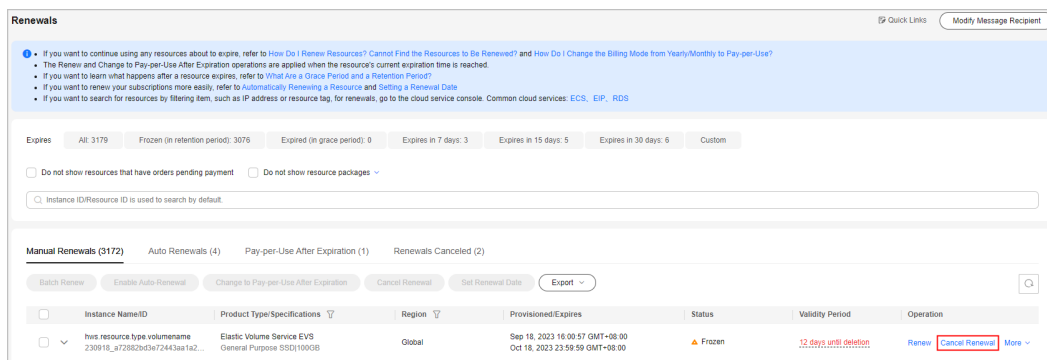 Renewals
Quick Links
Modify Message Recipient
• If you want to continue using any resources about to expire, refer to How Do I Renew Resources? Cannot Find the Resources to Be Renewed? and How Do I Change the Billing Mode from Yearly/Monthly to Pay-per-Use?
• The Renew and Change to Pay-per-Use After Expiration operations are applied when the resource's current expiration time is reached.
• If you want to learn what happens after a resource expires, refer to What Are a Grace Period and a Retention Period?
• If you want to renew your subscriptions more easily, refer to Automatically Renewing a Resource and Setting a Renewal Date
• If you want to search for resources by filtering item, such as IP address or resource tag, for renewals, go to the cloud service console. Common cloud services: ECS、EIP、RDS
Expires All: 3179 Frozen (in retention period): 3076 Expired (in grace period): 0 Expires in 7 days: 3 Expires in 15 days: 5 Expires in 30 days: 6 Custom
Do not show resources that have orders pending payment Do not show resource packages
Instance ID/Resource ID is used to search by default.
Manual Renewals (3172) Auto Renewals (4) Pay-per-Use After Expiration (1) Renewals Canceled (2)
Batch Renew Enable Auto-Renewal Change to Pay-per-Use After Expiration Cancel Renewal Set Renewal Date Export
Instance Name/ID Product Type/Specifications Region Provisioned/Expires Status Validity Period Operation
hws.resource.type.volumename Elastic Volume Service EVS Sep 18, 2023 16:00:57 GMT+08:00
Global Frozen 12 days until deletion Renew Cancel Renewal More
230918_a72882bd3e72443aa1a2... General Purpose SSD|100GB Oct 18, 2023 23:59:59 GMT+08:00